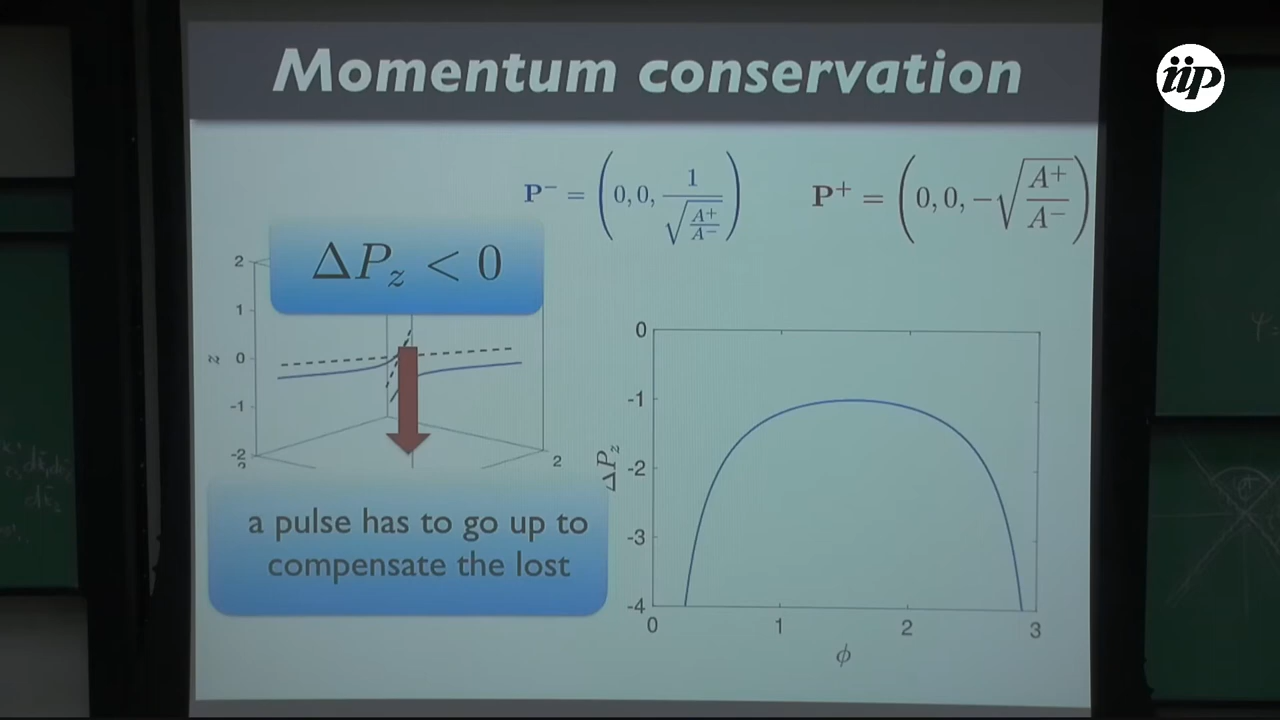 Momentum conservation
iip
P⁻ = (0, 0, 1/√(A⁺/A⁻))
P⁺ = (0, 0, −√(A⁺/A⁻))
ΔP_z < 0
2
1
z 0
-1
-2
2
2
a pulse has to go up to
compensate the lost
0
-1
ΔP_z
-2
-3
-4
0 1 2 3
ϕ